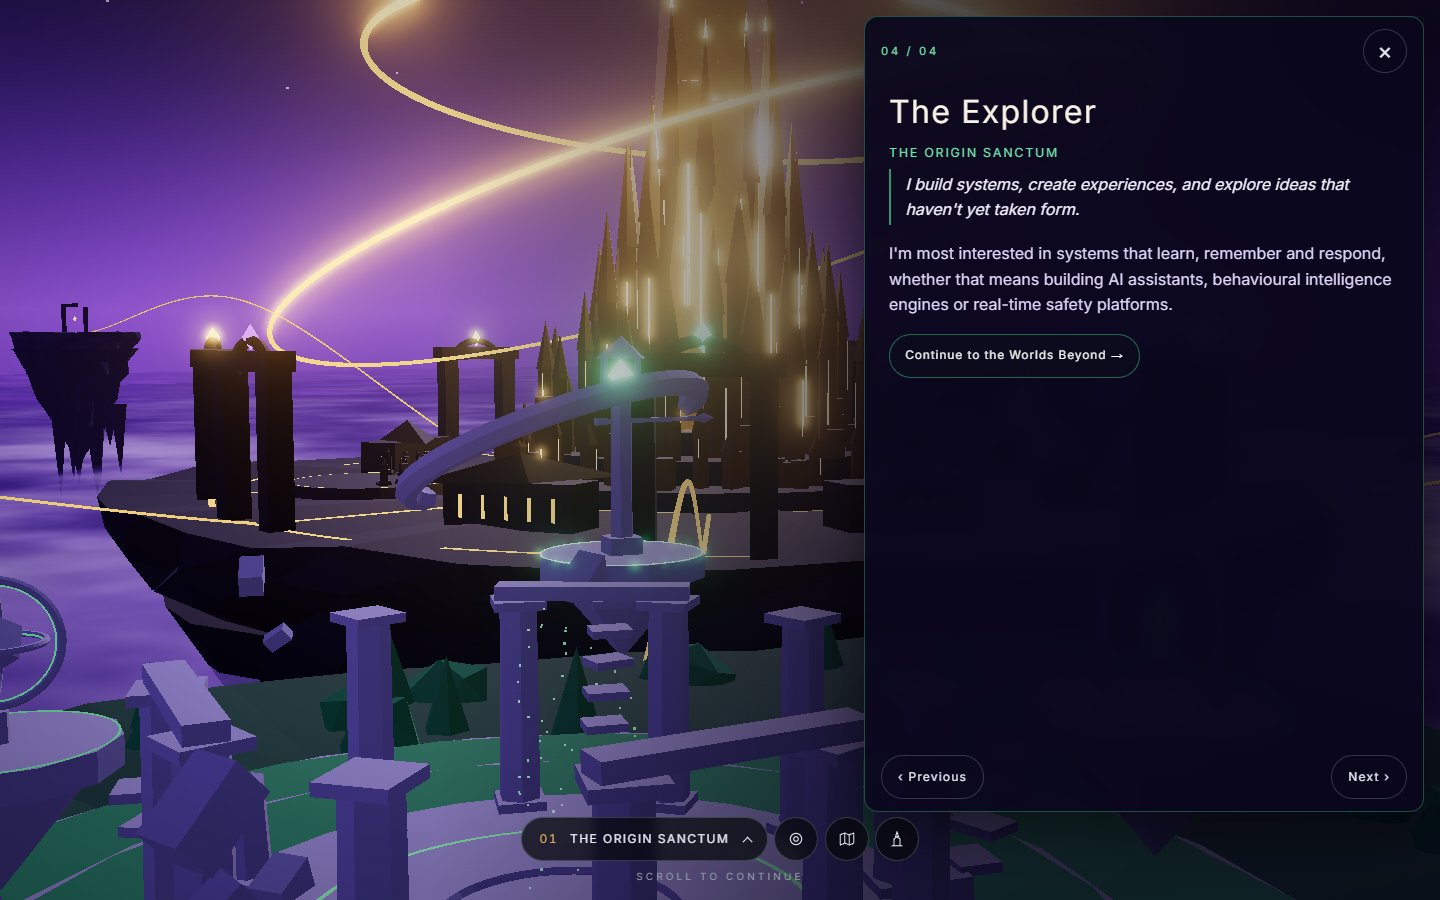 04 / 04
×
The Explorer
THE ORIGIN SANCTUM
I build systems, create experiences, and explore ideas that
haven't yet taken form.
I'm most interested in systems that learn, remember and respond,
whether that means building AI assistants, behavioural intelligence
engines or real-time safety platforms.
Continue to the Worlds Beyond →
‹ Previous
Next ›
01 THE ORIGIN SANCTUM
SCROLL TO CONTINUE